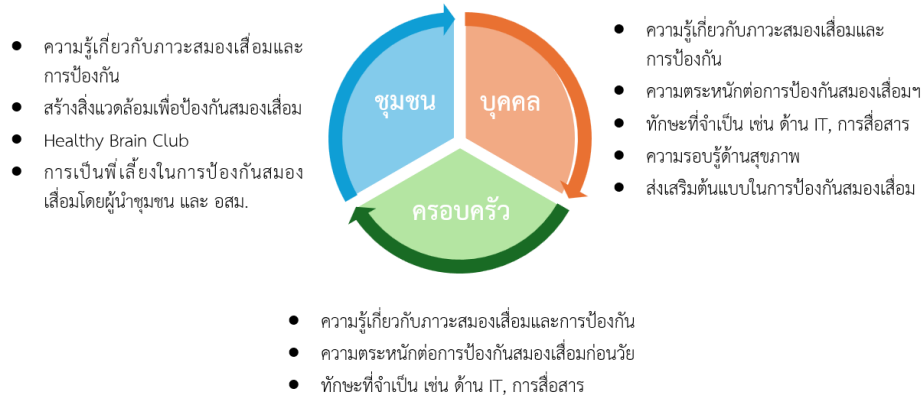 ● ความรู้เกี่ยวกับภาวะสมองเสื่อมและ
การป้องกัน
● สร้างสิ่งแวดล้อมเพื่อป้องกันสมองเสื่อม
● Healthy Brain Club
● การเป็นพี่เลี้ยงในการป้องกันสมอง
เสื่อมโดยผู้นำชุมชน และ อสม.
ชุมชน
บุคคล
ครอบครัว
● ความรู้เกี่ยวกับภาวะสมองเสื่อมและ
การป้องกัน
● ความตระหนักต่อการป้องกันสมองเสื่อมฯ
● ทักษะที่จำเป็น เช่น ด้าน IT, การสื่อสาร
● ความรอบรู้ด้านสุขภาพ
● ส่งเสริมต้นแบบในการป้องกันสมองเสื่อม
● ความรู้เกี่ยวกับภาวะสมองเสื่อมและการป้องกัน
● ความตระหนักต่อการป้องกันสมองเสื่อมก่อนวัย
● ทักษะที่จำเป็น เช่น ด้าน IT, การสื่อสาร